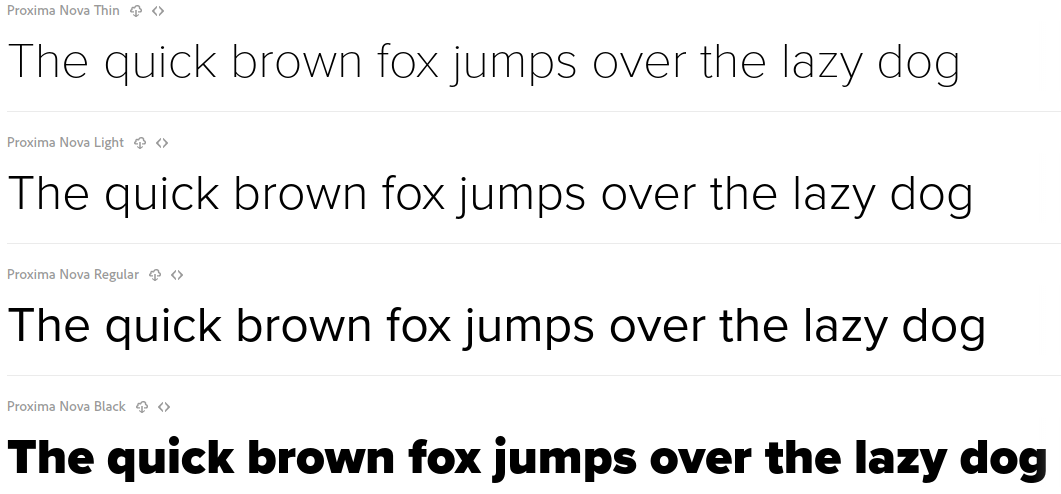 Proxima Nova Thin
The quick brown fox jumps over the lazy dog
Proxima Nova Light
The quick brown fox jumps over the lazy dog
Proxima Nova Regular
The quick brown fox jumps over the lazy dog
Proxima Nova Black
The quick brown fox jumps over the lazy dog